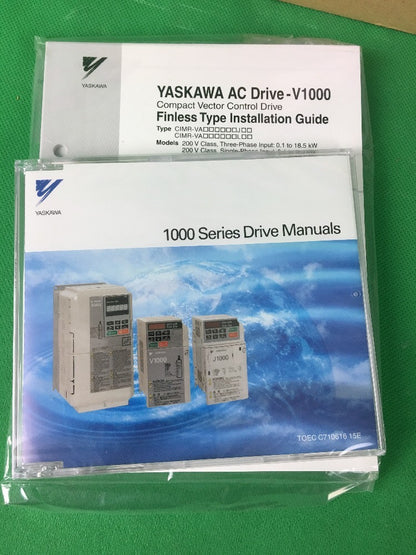 YASKAWA
YASKAWA AC Drive-V1000
Compact Vector Control Drive
Finless Type Installation Guide
Type CIMR-VA□□□□□□J□□
CIMR-VA□□□□□□L□□
Models 200 V Class, Three-Phase Input: 0.1 to 18.5 kW
200 V Class, Single-Phase Input:
YASKAWA
1000 Series Drive Manuals
V1000
J1000
TOEC C710616 15E